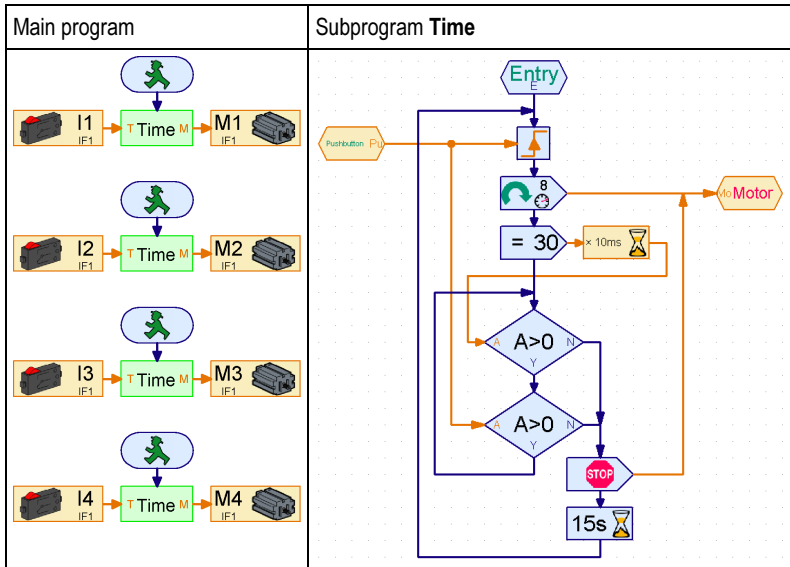 Main program
Subprogram Time
I1
IF1
T Time M
M1
IF1
I2
IF1
T Time M
M2
IF1
I3
IF1
T Time M
M3
IF1
I4
IF1
T Time M
M4
IF1
Entry
E
Pushbutton Pu
8
Mo Motor
= 30
× 10ms
A A>0 N
Y
A A>0 N
Y
STOP
15s